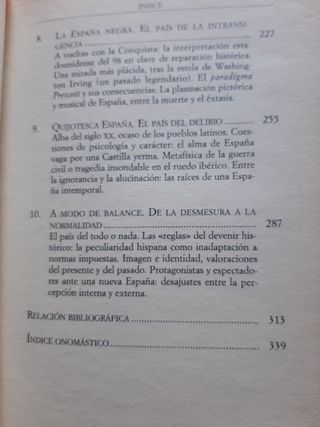 ÍNDICE
8. LA ESPAÑA NEGRA. EL PAÍS DE LA INTRANSI-
GENCIA ........ 227
A vueltas con la Conquista: la interpretación esta-
dounidense del 98 en clave de reparación histórica.
Una mirada más plácida, tras la estela de Washing-
ton Irving (un pasado legendario). El paradigma
Prescott y sus consecuencias. La plasmación pictórica
y musical de España, entre la muerte y el éxtasis.
9. QUIJOTESCA ESPAÑA. EL PAÍS DEL DELIRIO ........ 255
Alba del siglo XX, ocaso de los pueblos latinos. Cues-
tiones de psicología y carácter: el alma de España
vaga por una Castilla yerma. Metafísica de la guerra
civil o tragedia insondable en el ruedo ibérico. Entre
la ignorancia y la alucinación: las raíces de una Espa-
ña intemporal.
10. A MODO DE BALANCE. DE LA DESMESURA A LA
NORMALIDAD ........ 287
El país del todo o nada. Las «reglas» del devenir his-
tórico: la peculiaridad hispana como inadaptación a
normas impuestas. Imagen e identidad, valoraciones
del presente y del pasado. Protagonistas y espectado-
res ante una nueva España: desajustes entre la per-
cepción interna y externa.
RELACIÓN BIBLIOGRÁFICA ........ 313
ÍNDICE ONOMÁSTICO ........ 339